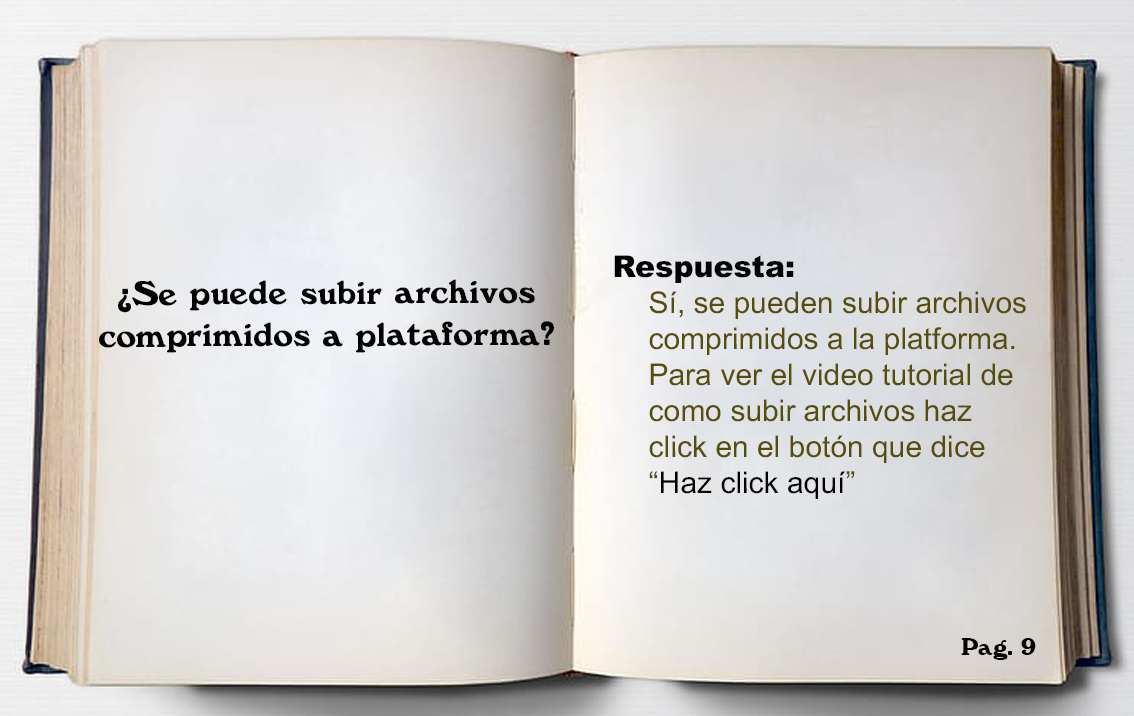 ¿Se puede subir archivos
comprimidos a plataforma?
Respuesta:
Sí, se pueden subir archivos
comprimidos a la platforma.
Para ver el video tutorial de
como subir archivos haz
click en el botón que dice
“Haz click aquí”
Pag. 9